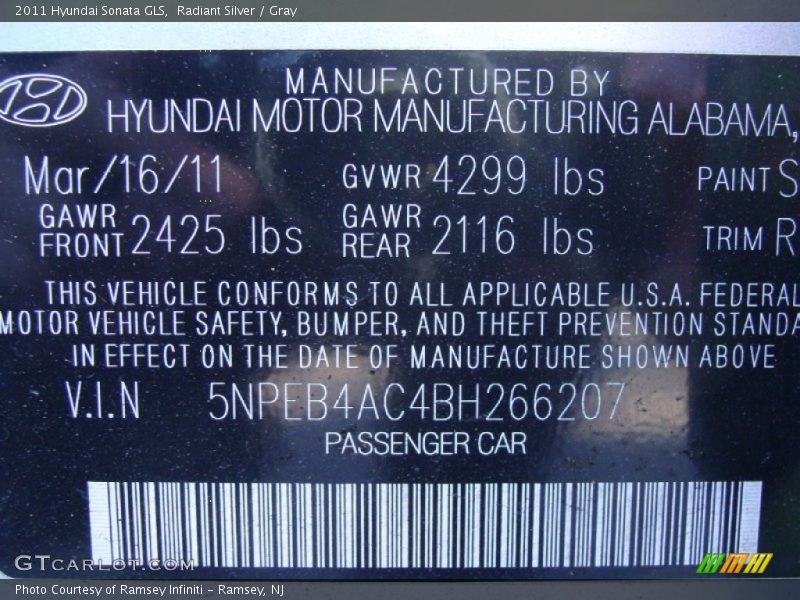 2011 Hyundai Sonata GLS, Radiant Silver / Gray
MANUFACTURED BY
HYUNDAI MOTOR MANUFACTURING ALABAMA,
Mar/16/11 GVWR 4299 lbs PAINT S
GAWR FRONT 2425 lbs GAWR REAR 2116 lbs TRIM R
THIS VEHICLE CONFORMS TO ALL APPLICABLE U.S.A. FEDERAL
MOTOR VEHICLE SAFETY, BUMPER, AND THEFT PREVENTION STANDA
IN EFFECT ON THE DATE OF MANUFACTURE SHOWN ABOVE
V.I.N 5NPEB4AC4BH266207
PASSENGER CAR
GTCARLOT.COM
Photo Courtesy of Ramsey Infiniti - Ramsey, NJ